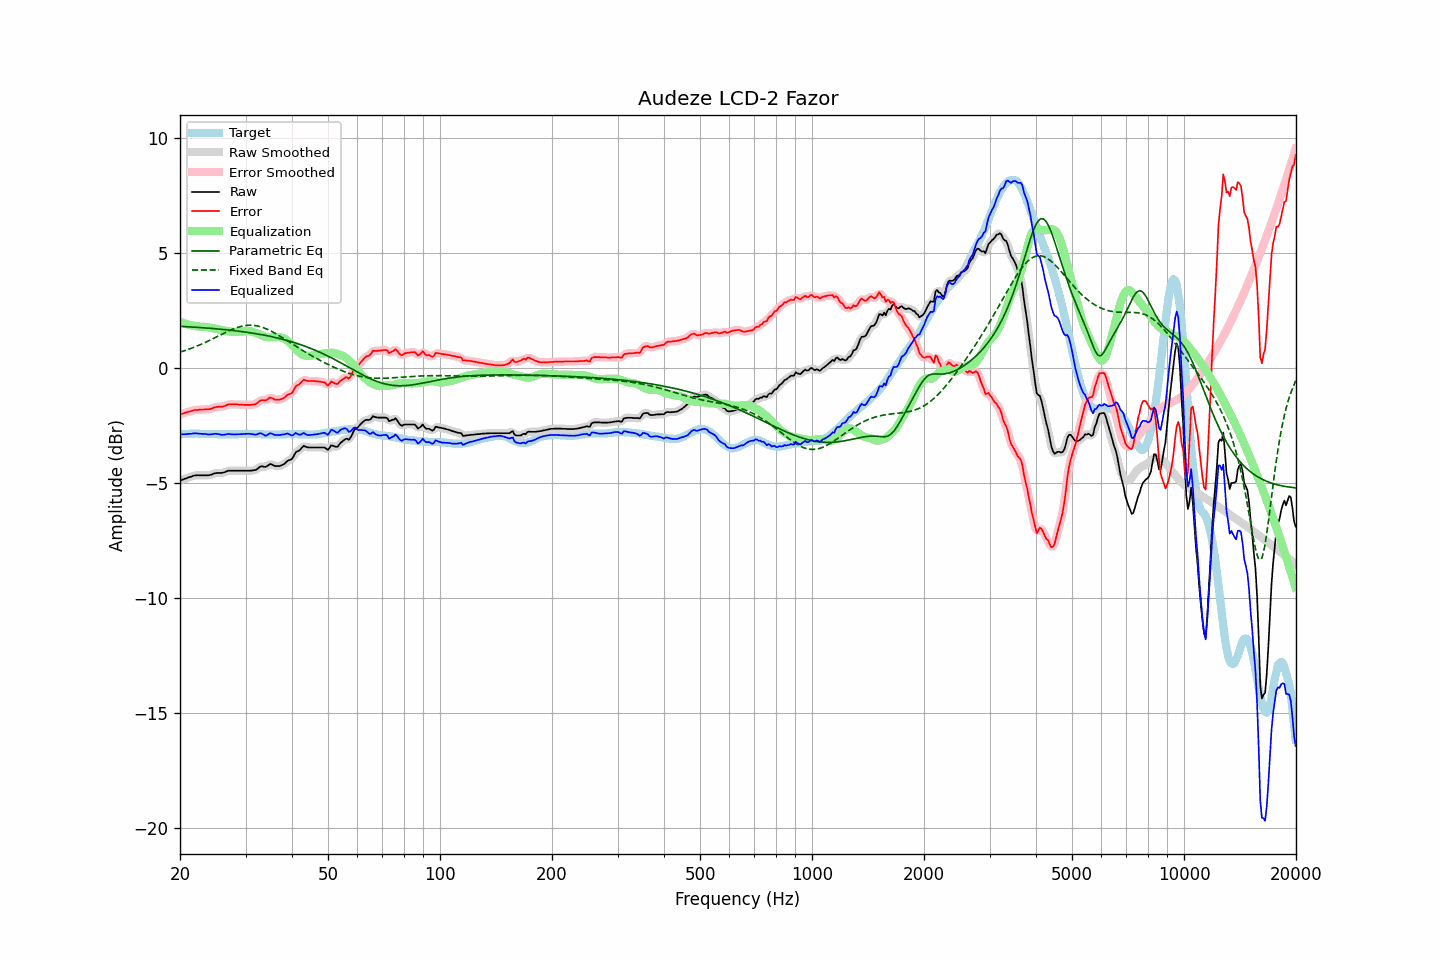 Audeze LCD-2 Fazor
Target
Raw Smoothed
Error Smoothed
Raw
Error
Equalization
Parametric Eq
Fixed Band Eq
Equalized
10
5
0
−5
−10
−15
−20
Amplitude (dBr)
20 50 100 200 500 1000 2000 5000 10000 20000
Frequency (Hz)